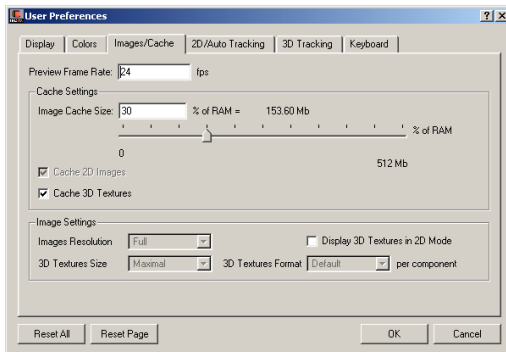 User Preferences
Display Colors Images/Cache 2D/Auto Tracking 3D Tracking Keyboard
Preview Frame Rate: 24 fps
Cache Settings
Image Cache Size: 30 % of RAM = 153.60 Mb
% of RAM
0
512 Mb
Cache 2D Images
Cache 3D Textures
Image Settings
Images Resolution Full Display 3D Textures in 2D Mode
3D Textures Size Maximal 3D Textures Format Default per component
Reset All Reset Page OK Cancel